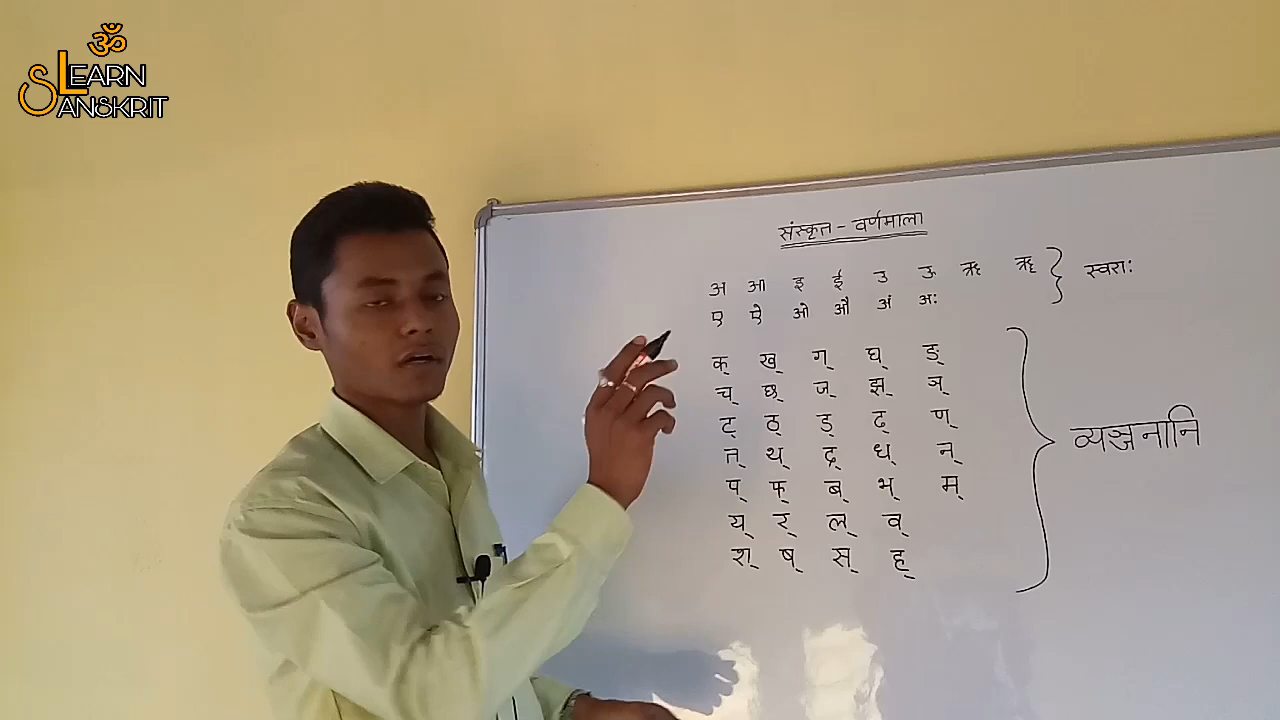 ॐ
LEARN
SANSKRIT
संस्कृत - वर्णमाला
अ आ इ ई उ ऊ ऋ ॠ } स्वराः
ए ऐ ओ औ अं अः
क् ख् ग् घ् ङ्
च् छ् ज् झ् ञ्
ट् ठ् ड् ढ् ण्
त् थ् द् ध् न् } व्यञ्जनानि
प् फ् ब् भ् म्
य् र् ल् व्
श् ष् स् ह्